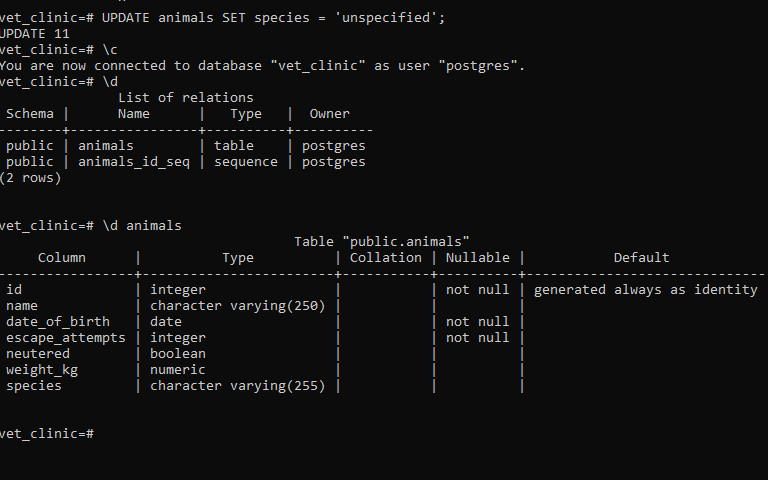 vet_clinic=# UPDATE animals SET species = 'unspecified';
UPDATE 11
vet_clinic=# \c
You are now connected to database "vet_clinic" as user "postgres".
vet_clinic=# \d
               List of relations
 Schema |      Name      |   Type   |  Owner
--------+----------------+----------+----------
 public | animals        | table    | postgres
 public | animals_id_seq | sequence | postgres
(2 rows)
vet_clinic=# \d animals
                                     Table "public.animals"
     Column      |          Type          | Collation | Nullable |           Default
-----------------+------------------------+-----------+----------+------------------------------
 id              | integer                |           | not null | generated always as identity
 name            | character varying(250) |           |          |
 date_of_birth   | date                   |           | not null |
 escape_attempts | integer                |           | not null |
 neutered        | boolean                |           |          |
 weight_kg       | numeric                |           |          |
 species         | character varying(255) |           |          |
vet_clinic=#